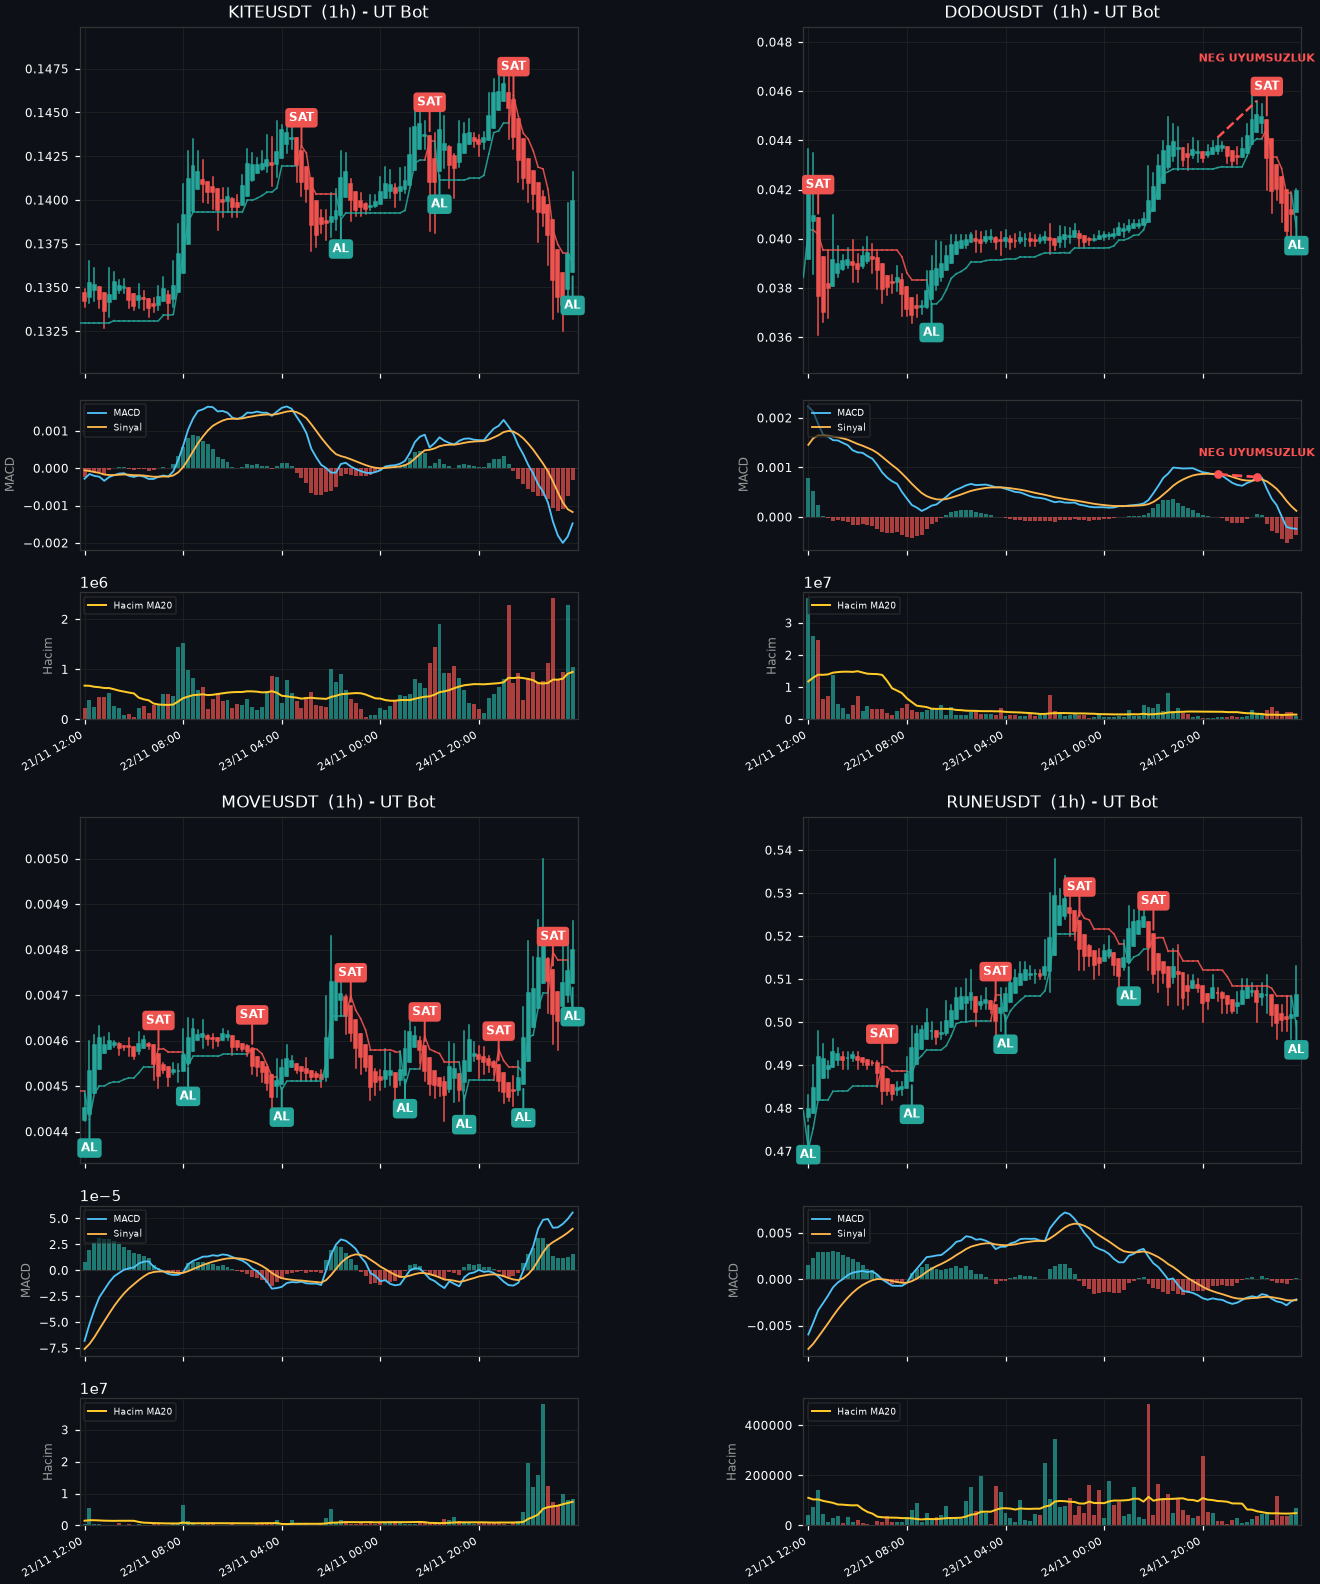 KITEUSDT (1h) - UT Bot
0.1475
0.1450
0.1425
0.1400
0.1375
0.1350
0.1325
SAT
SAT
SAT
AL
AL
AL
MACD
Sinyal
MACD
0.001
0.000
−0.001
−0.002
1e6
Hacim MA20
Hacim
2
1
0
21/11 12:00
22/11 08:00
23/11 04:00
24/11 00:00
24/11 20:00
DODOUSDT (1h) - UT Bot
0.048
0.046
0.044
0.042
0.040
0.038
0.036
NEG UYUMSUZLUK
SAT
SAT
AL
AL
MACD
Sinyal
MACD
0.002
0.001
0.000
NEG UYUMSUZLUK
1e7
Hacim MA20
Hacim
3
2
1
0
21/11 12:00
22/11 08:00
23/11 04:00
24/11 00:00
24/11 20:00
MOVEUSDT (1h) - UT Bot
0.0050
0.0049
0.0048
0.0047
0.0046
0.0045
0.0044
SAT
SAT
SAT
SAT
SAT
SAT
AL
AL
AL
AL
AL
AL
AL
1e−5
MACD
Sinyal
MACD
5.0
2.5
0.0
−2.5
−5.0
−7.5
1e7
Hacim MA20
Hacim
3
2
1
0
21/11 12:00
22/11 08:00
23/11 04:00
24/11 00:00
24/11 20:00
RUNEUSDT (1h) - UT Bot
0.54
0.53
0.52
0.51
0.50
0.49
0.48
0.47
SAT
SAT
SAT
SAT
AL
AL
AL
AL
AL
MACD
Sinyal
MACD
0.005
0.000
−0.005
Hacim MA20
Hacim
400000
200000
0
21/11 12:00
22/11 08:00
23/11 04:00
24/11 00:00
24/11 20:00